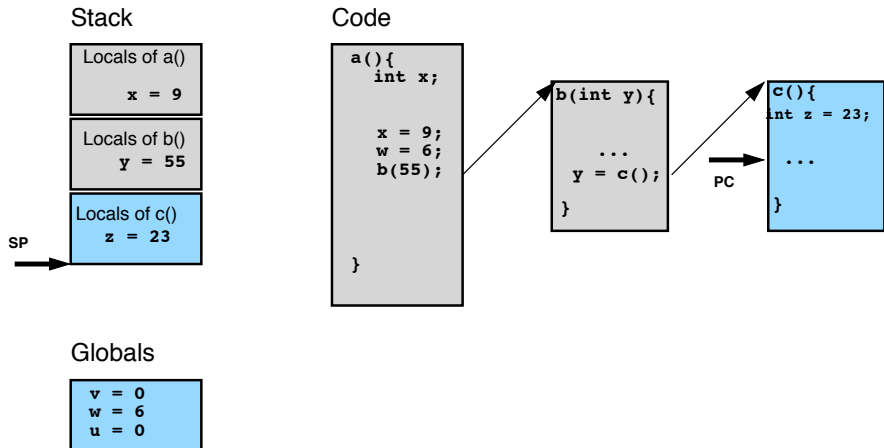 Stack
Locals of a()
x = 9
Locals of b()
y = 55
Locals of c()
z = 23
SP
Code
a(){
int x;
x = 9;
w = 6;
b(55);
}
b(int y){
...
y = c();
}
c(){
int z = 23;
...
}
PC
Globals
v = 0
w = 6
u = 0